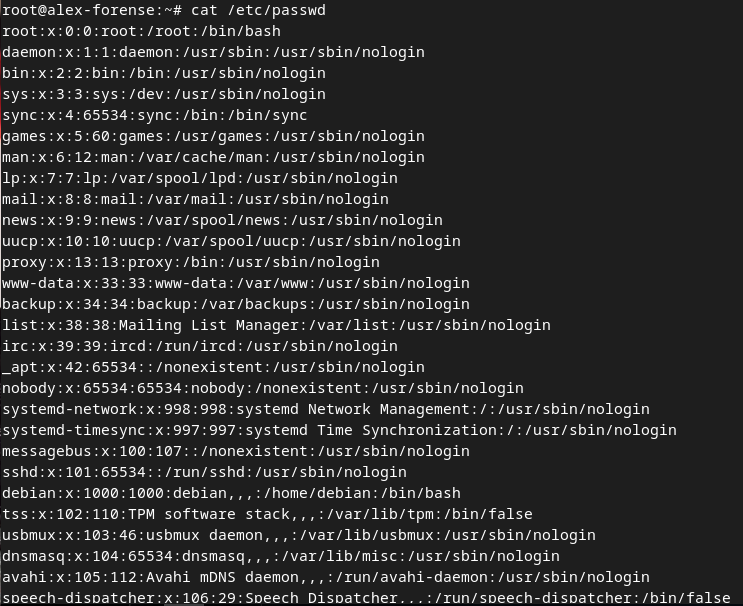 root@alex-forense:~# cat /etc/passwd
root:x:0:0:root:/root:/bin/bash
daemon:x:1:1:daemon:/usr/sbin:/usr/sbin/nologin
bin:x:2:2:bin:/bin:/usr/sbin/nologin
sys:x:3:3:sys:/dev:/usr/sbin/nologin
sync:x:4:65534:sync:/bin:/bin/sync
games:x:5:60:games:/usr/games:/usr/sbin/nologin
man:x:6:12:man:/var/cache/man:/usr/sbin/nologin
lp:x:7:7:lp:/var/spool/lpd:/usr/sbin/nologin
mail:x:8:8:mail:/var/mail:/usr/sbin/nologin
news:x:9:9:news:/var/spool/news:/usr/sbin/nologin
uucp:x:10:10:uucp:/var/spool/uucp:/usr/sbin/nologin
proxy:x:13:13:proxy:/bin:/usr/sbin/nologin
www-data:x:33:33:www-data:/var/www:/usr/sbin/nologin
backup:x:34:34:backup:/var/backups:/usr/sbin/nologin
list:x:38:38:Mailing List Manager:/var/list:/usr/sbin/nologin
irc:x:39:39:ircd:/run/ircd:/usr/sbin/nologin
_apt:x:42:65534::/nonexistent:/usr/sbin/nologin
nobody:x:65534:65534:nobody:/nonexistent:/usr/sbin/nologin
systemd-network:x:998:998:systemd Network Management:/:/usr/sbin/nologin
systemd-timesync:x:997:997:systemd Time Synchronization:/:/usr/sbin/nologin
messagebus:x:100:107::/nonexistent:/usr/sbin/nologin
sshd:x:101:65534::/run/sshd:/usr/sbin/nologin
debian:x:1000:1000:debian,,,:/home/debian:/bin/bash
tss:x:102:110:TPM software stack,,,:/var/lib/tpm:/bin/false
usbmux:x:103:46:usbmux daemon,,,:/var/lib/usbmux:/usr/sbin/nologin
dnsmasq:x:104:65534:dnsmasq,,,:/var/lib/misc:/usr/sbin/nologin
avahi:x:105:112:Avahi mDNS daemon,,,:/run/avahi-daemon:/usr/sbin/nologin
speech-dispatcher:x:106:29:Speech Dispatcher,,,:/run/speech-dispatcher:/bin/false